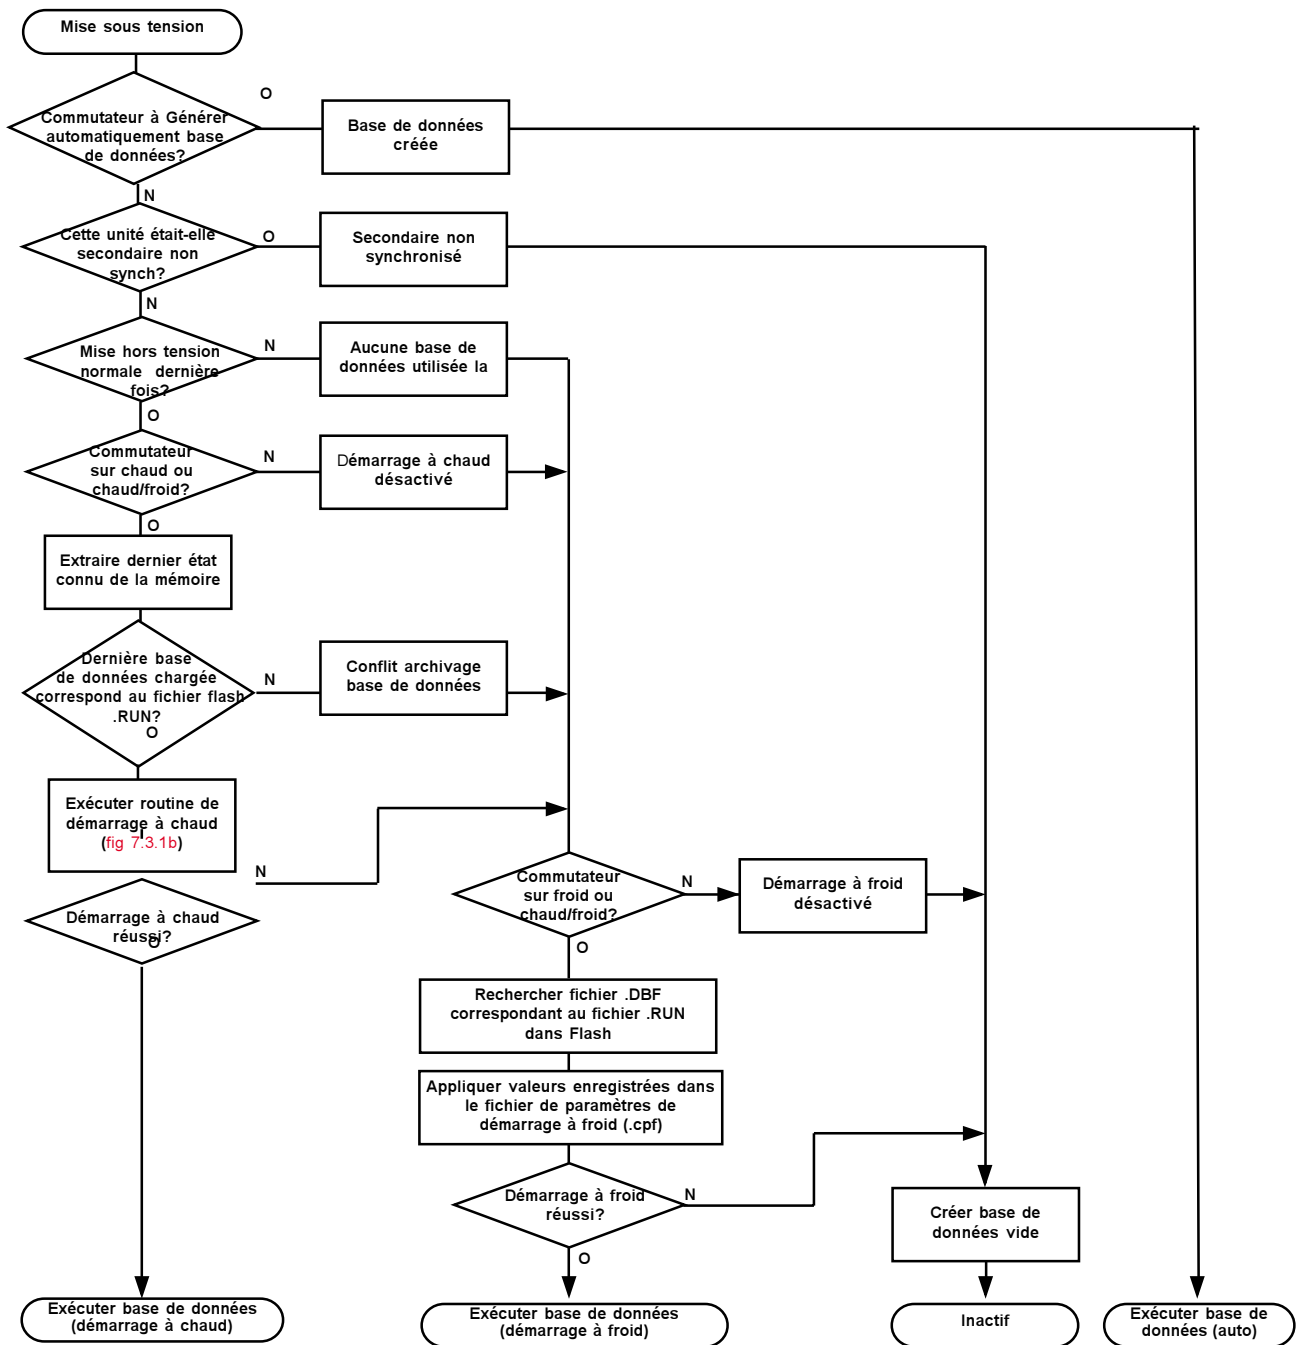 Mise sous tension
O
Commutateur à Générer
automatiquement base
de données?
Base de données
créée
N
Cette unité était-elle
secondaire non
synch?
O
Secondaire non
synchronisé
N
Mise hors tension
normale dernière
fois?
N
Aucune base de
données utilisée la
O
Commutateur
sur chaud ou
chaud/froid?
N
Démarrage à chaud
désactivé
O
Extraire dernier état
connu de la mémoire
Dernière base
de données chargée
correspond au fichier flash
.RUN?
O
N
Conflit archivage
base de données
Exécuter routine de
démarrage à chaud
(fig 7.3.1b)
N
Démarrage à chaud
réussi?
O
Commutateur
sur froid ou
chaud/froid?
N
Démarrage à froid
désactivé
O
Rechercher fichier .DBF
correspondant au fichier .RUN
dans Flash
Appliquer valeurs enregistrées dans
le fichier de paramètres de
démarrage à froid (.cpf)
Démarrage à froid
réussi?
N
O
Créer base de
données vide
Exécuter base de données
(démarrage à chaud)
Exécuter base de données
(démarrage à froid)
Inactif
Exécuter base de
données (auto)